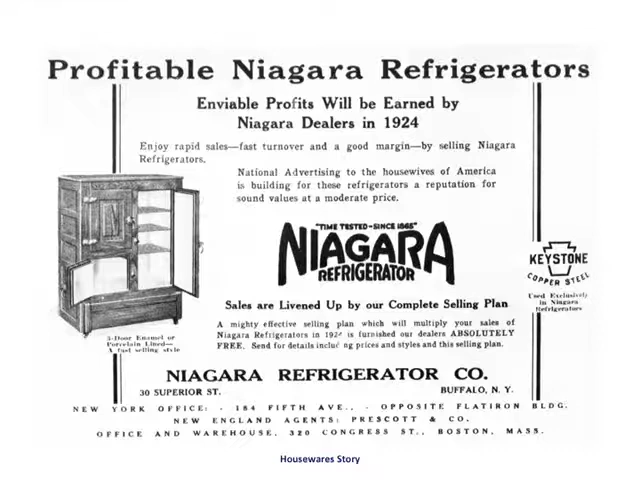 Profitable Niagara Refrigerators
Enviable Profits Will be Earned by
Niagara Dealers in 1924
Enjoy rapid sales—fast turnover and a good margin—by selling Niagara
Refrigerators.
National Advertising to the housewives of America
is building for these refrigerators a reputation for
sound values at a moderate price.
"TIME TESTED-SINCE 1865"
NIAGARA
REFRIGERATOR
KEYSTONE
COPPER STEEL
Used Exclusively
in Niagara
Refrigerators
3-Door Enamel or
Porcelain Lined—
A fast selling style
Sales are Livened Up by our Complete Selling Plan
A mighty effective selling plan which will multiply your sales of
Niagara Refrigerators in 1924 is furnished our dealers ABSOLUTELY
FREE. Send for details including prices and styles and this selling plan.
NIAGARA REFRIGERATOR CO.
30 SUPERIOR ST. BUFFALO, N. Y.
NEW YORK OFFICE: - 184 FIFTH AVE., - OPPOSITE FLATIRON BLDG.
NEW ENGLAND AGENTS: PRESCOTT & CO.
OFFICE AND WAREHOUSE, 320 CONGRESS ST., BOSTON, MASS.
Housewares Story